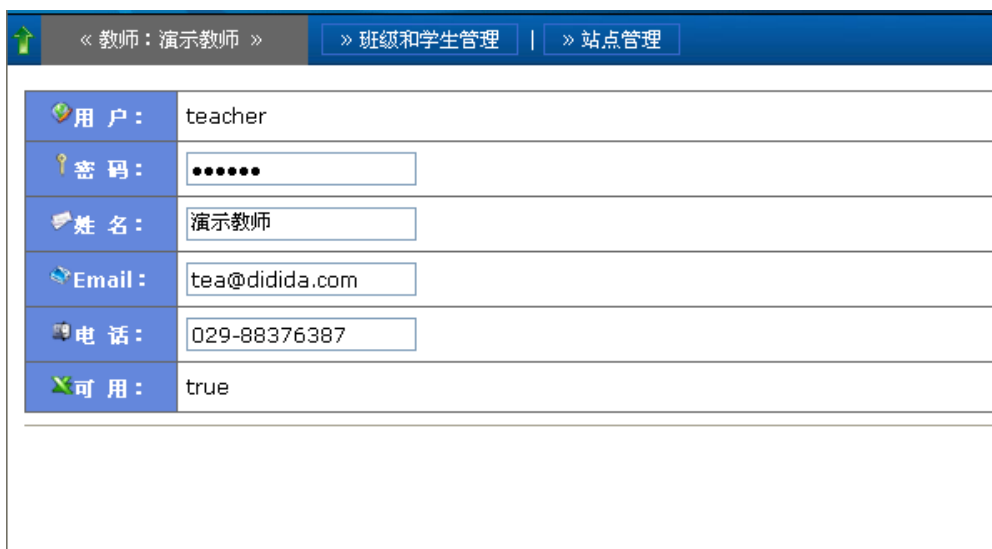 « 教师：演示教师 » » 班级和学生管理 | » 站点管理
用 户： teacher
密 码： ••••••
姓 名： 演示教师
Email： tea@didida.com
电 话： 029-88376387
可 用： true